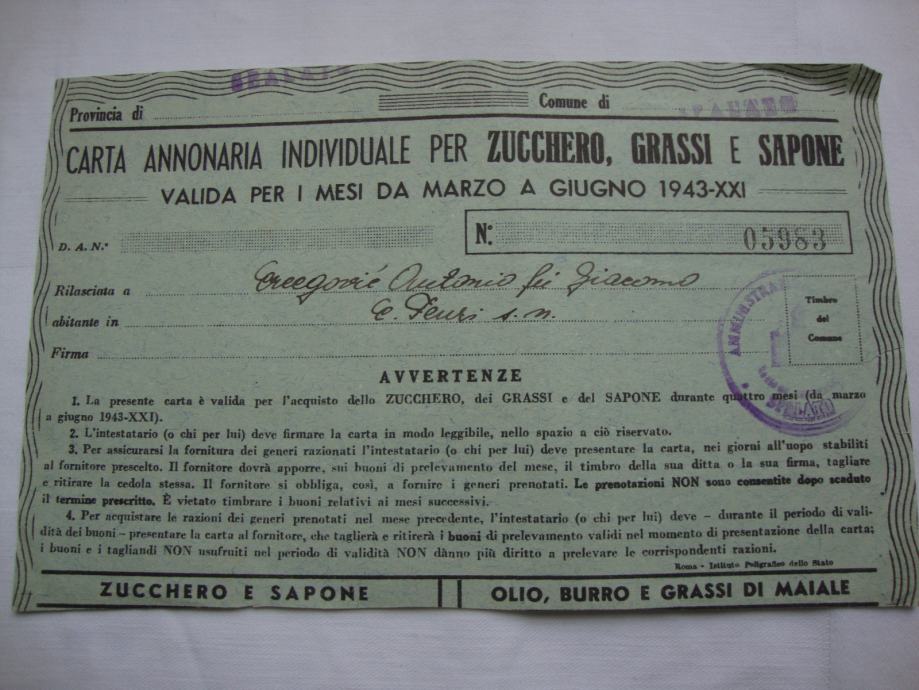 SPALATO
Provincia di
Comune di
SPALATO
CARTA ANNONARIA INDIVIDUALE PER ZUCCHERO, GRASSI E SAPONE
VALIDA PER I MESI DA MARZO A GIUGNO 1943-XXI
D. A. N.º
N.º 05983
Rilasciata a Antonio fu Giacomo
abitante in s. n.
Firma
Timbro
del
Comune
AMMINISTRA
SPALATO
AVVERTENZE
1. La presente carta è valida per l'acquisto dello ZUCCHERO, dei GRASSI e del SAPONE durante quattro mesi (da marzo
a giugno 1943-XXI).
2. L'intestatario (o chi per lui) deve firmare la carta in modo leggibile, nello spazio a ciò riservato.
3. Per assicurarsi la fornitura dei generi razionati l'intestatario (o chi per lui) deve presentare la carta, nei giorni all'uopo stabiliti
al fornitore prescelto. Il fornitore dovrà apporre, sui buoni di prelevamento del mese, il timbro della sua ditta o la sua firma, tagliare
e ritirare la cedola stessa. Il fornitore si obbliga, così, a fornire i generi prenotati. Le prenotazioni NON sono consentite dopo scaduto
il termine prescritto. È vietato timbrare i buoni relativi ai mesi successivi.
4. Per acquistare le razioni dei generi prenotati nel mese precedente, l'intestatario (o chi per lui) deve - durante il periodo di vali-
dità dei buoni - presentare la carta al fornitore, che taglierà e ritirerà i buoni di prelevamento validi nel momento di presentazione della carta;
i buoni e i tagliandi NON usufruiti nel periodo di validità NON dànno più diritto a prelevare le corrispondenti razioni.
Roma - Istituto Poligrafico dello Stato
ZUCCHERO E SAPONE
OLIO, BURRO E GRASSI DI MAIALE